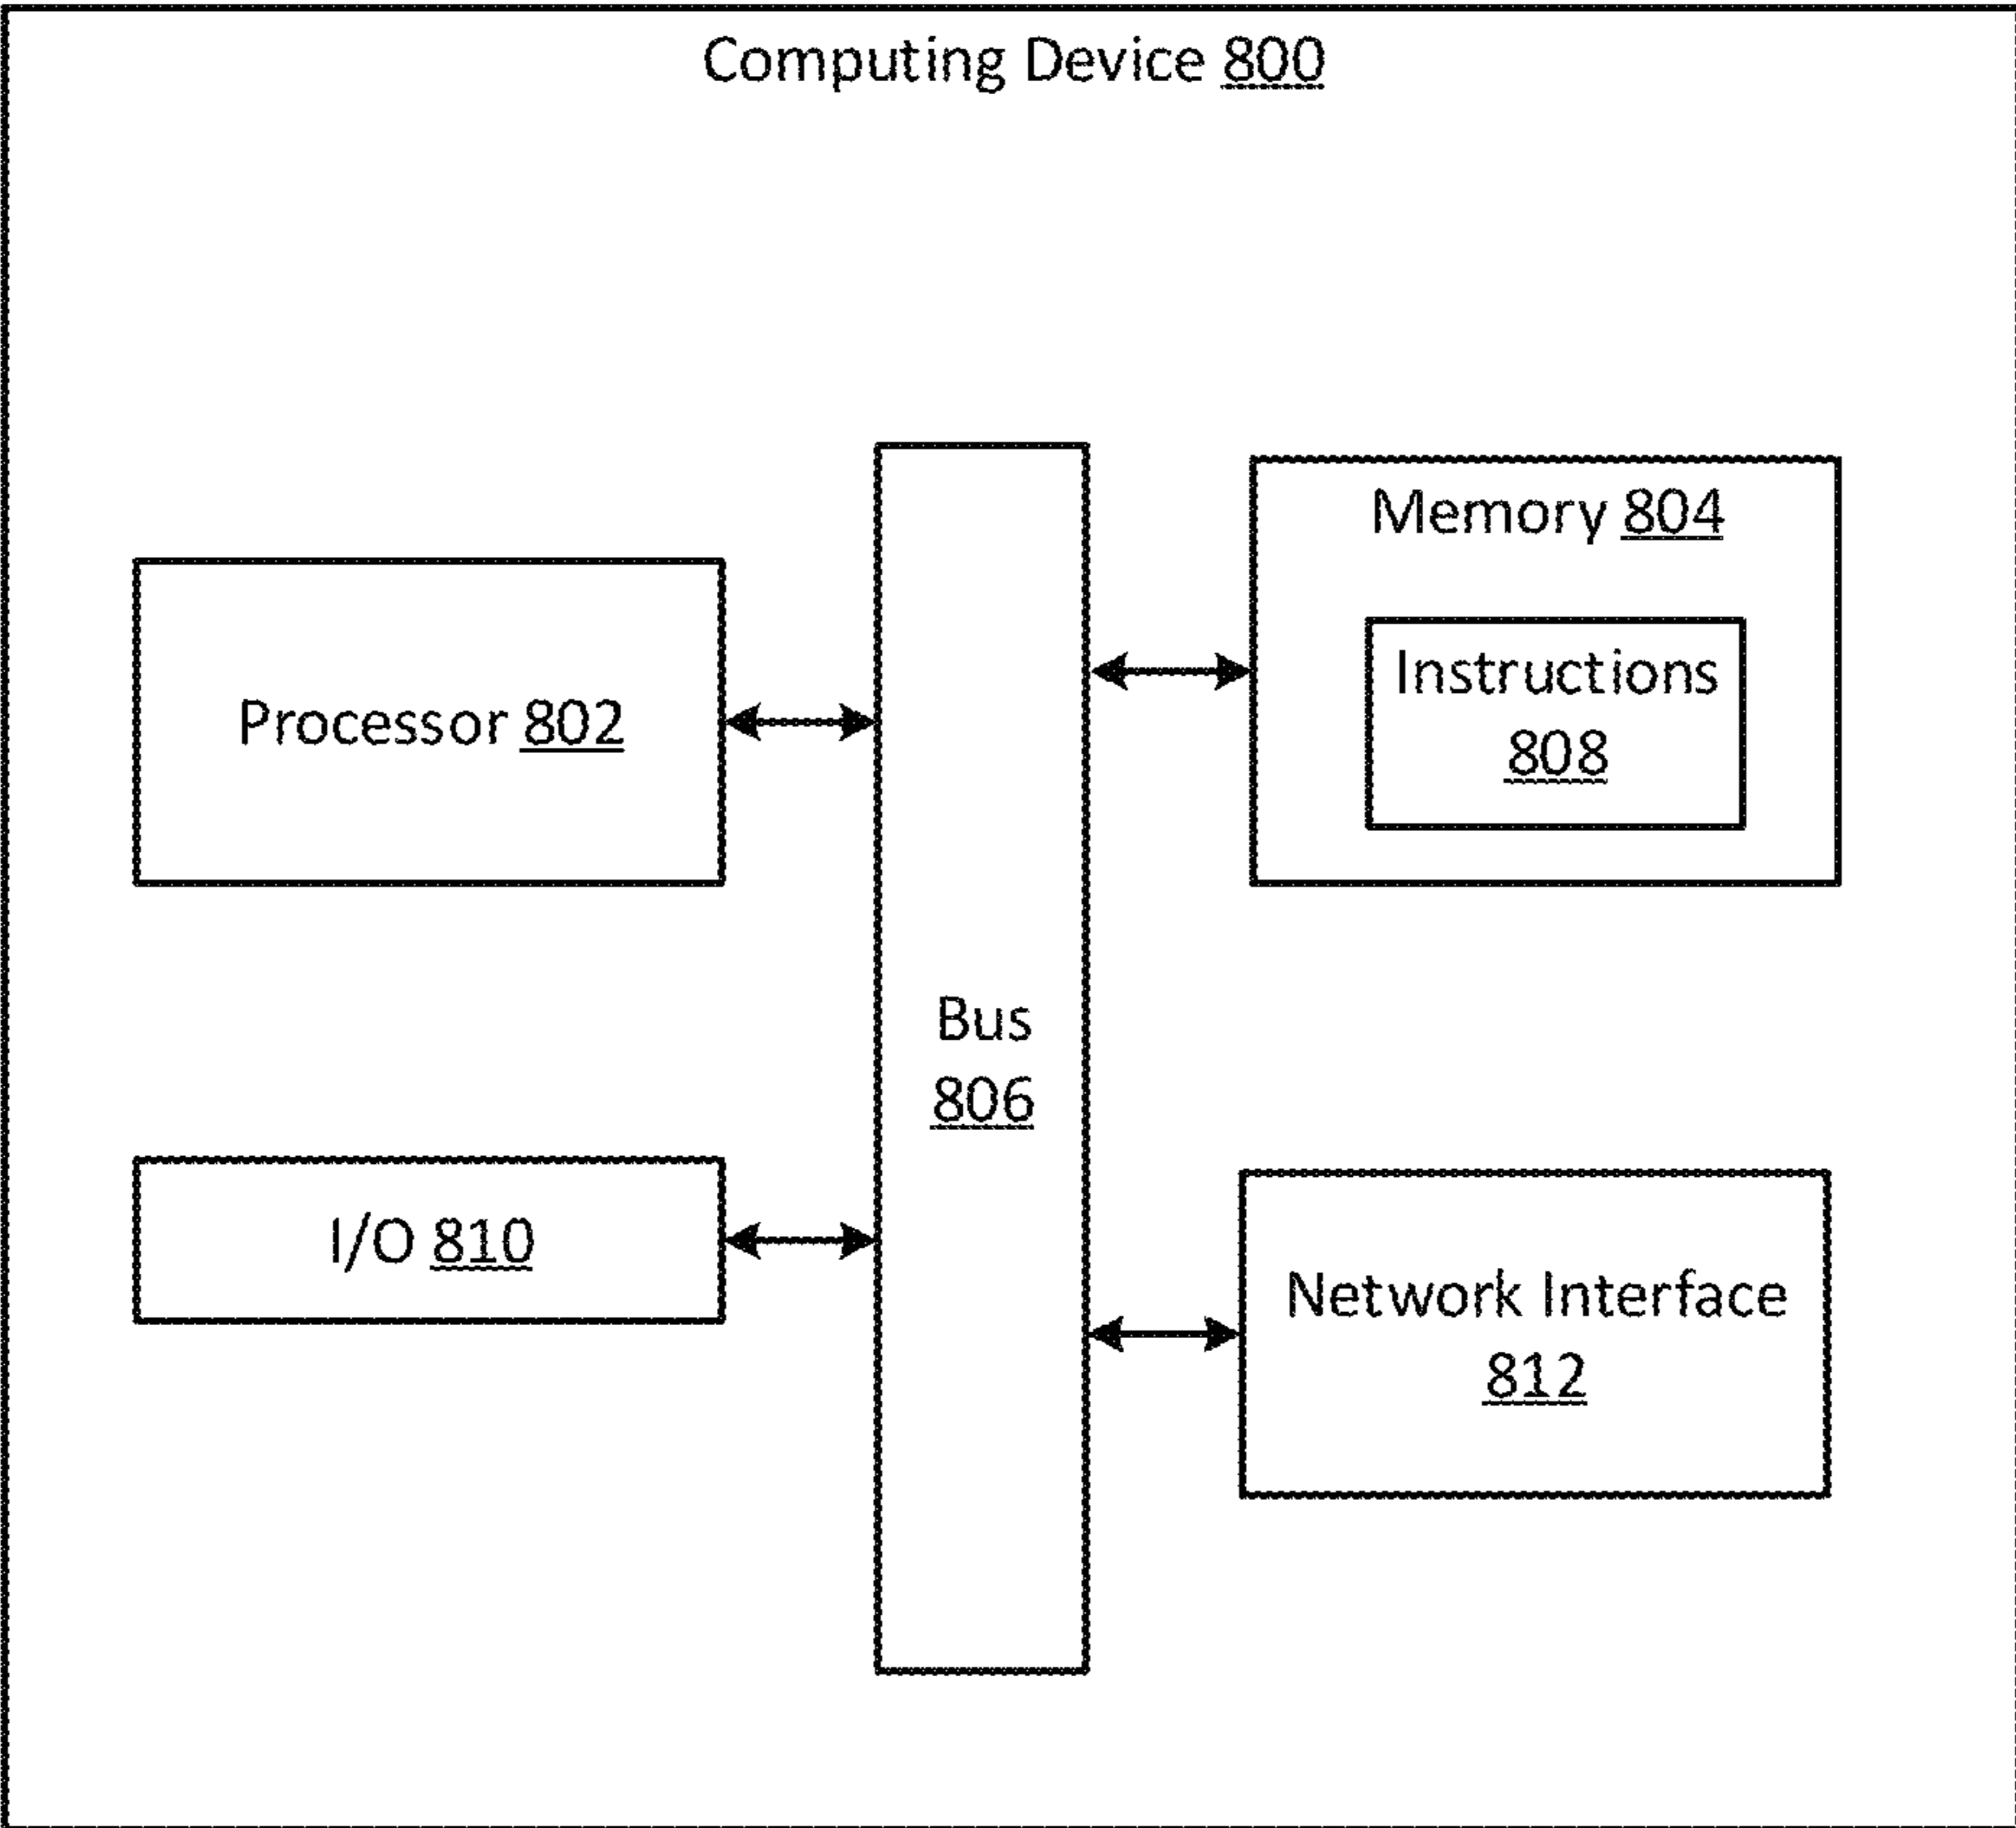 Computing Device 800
Memory 804
Instructions
808
Processor 802
Bus
806
I/O 810
Network Interface
812